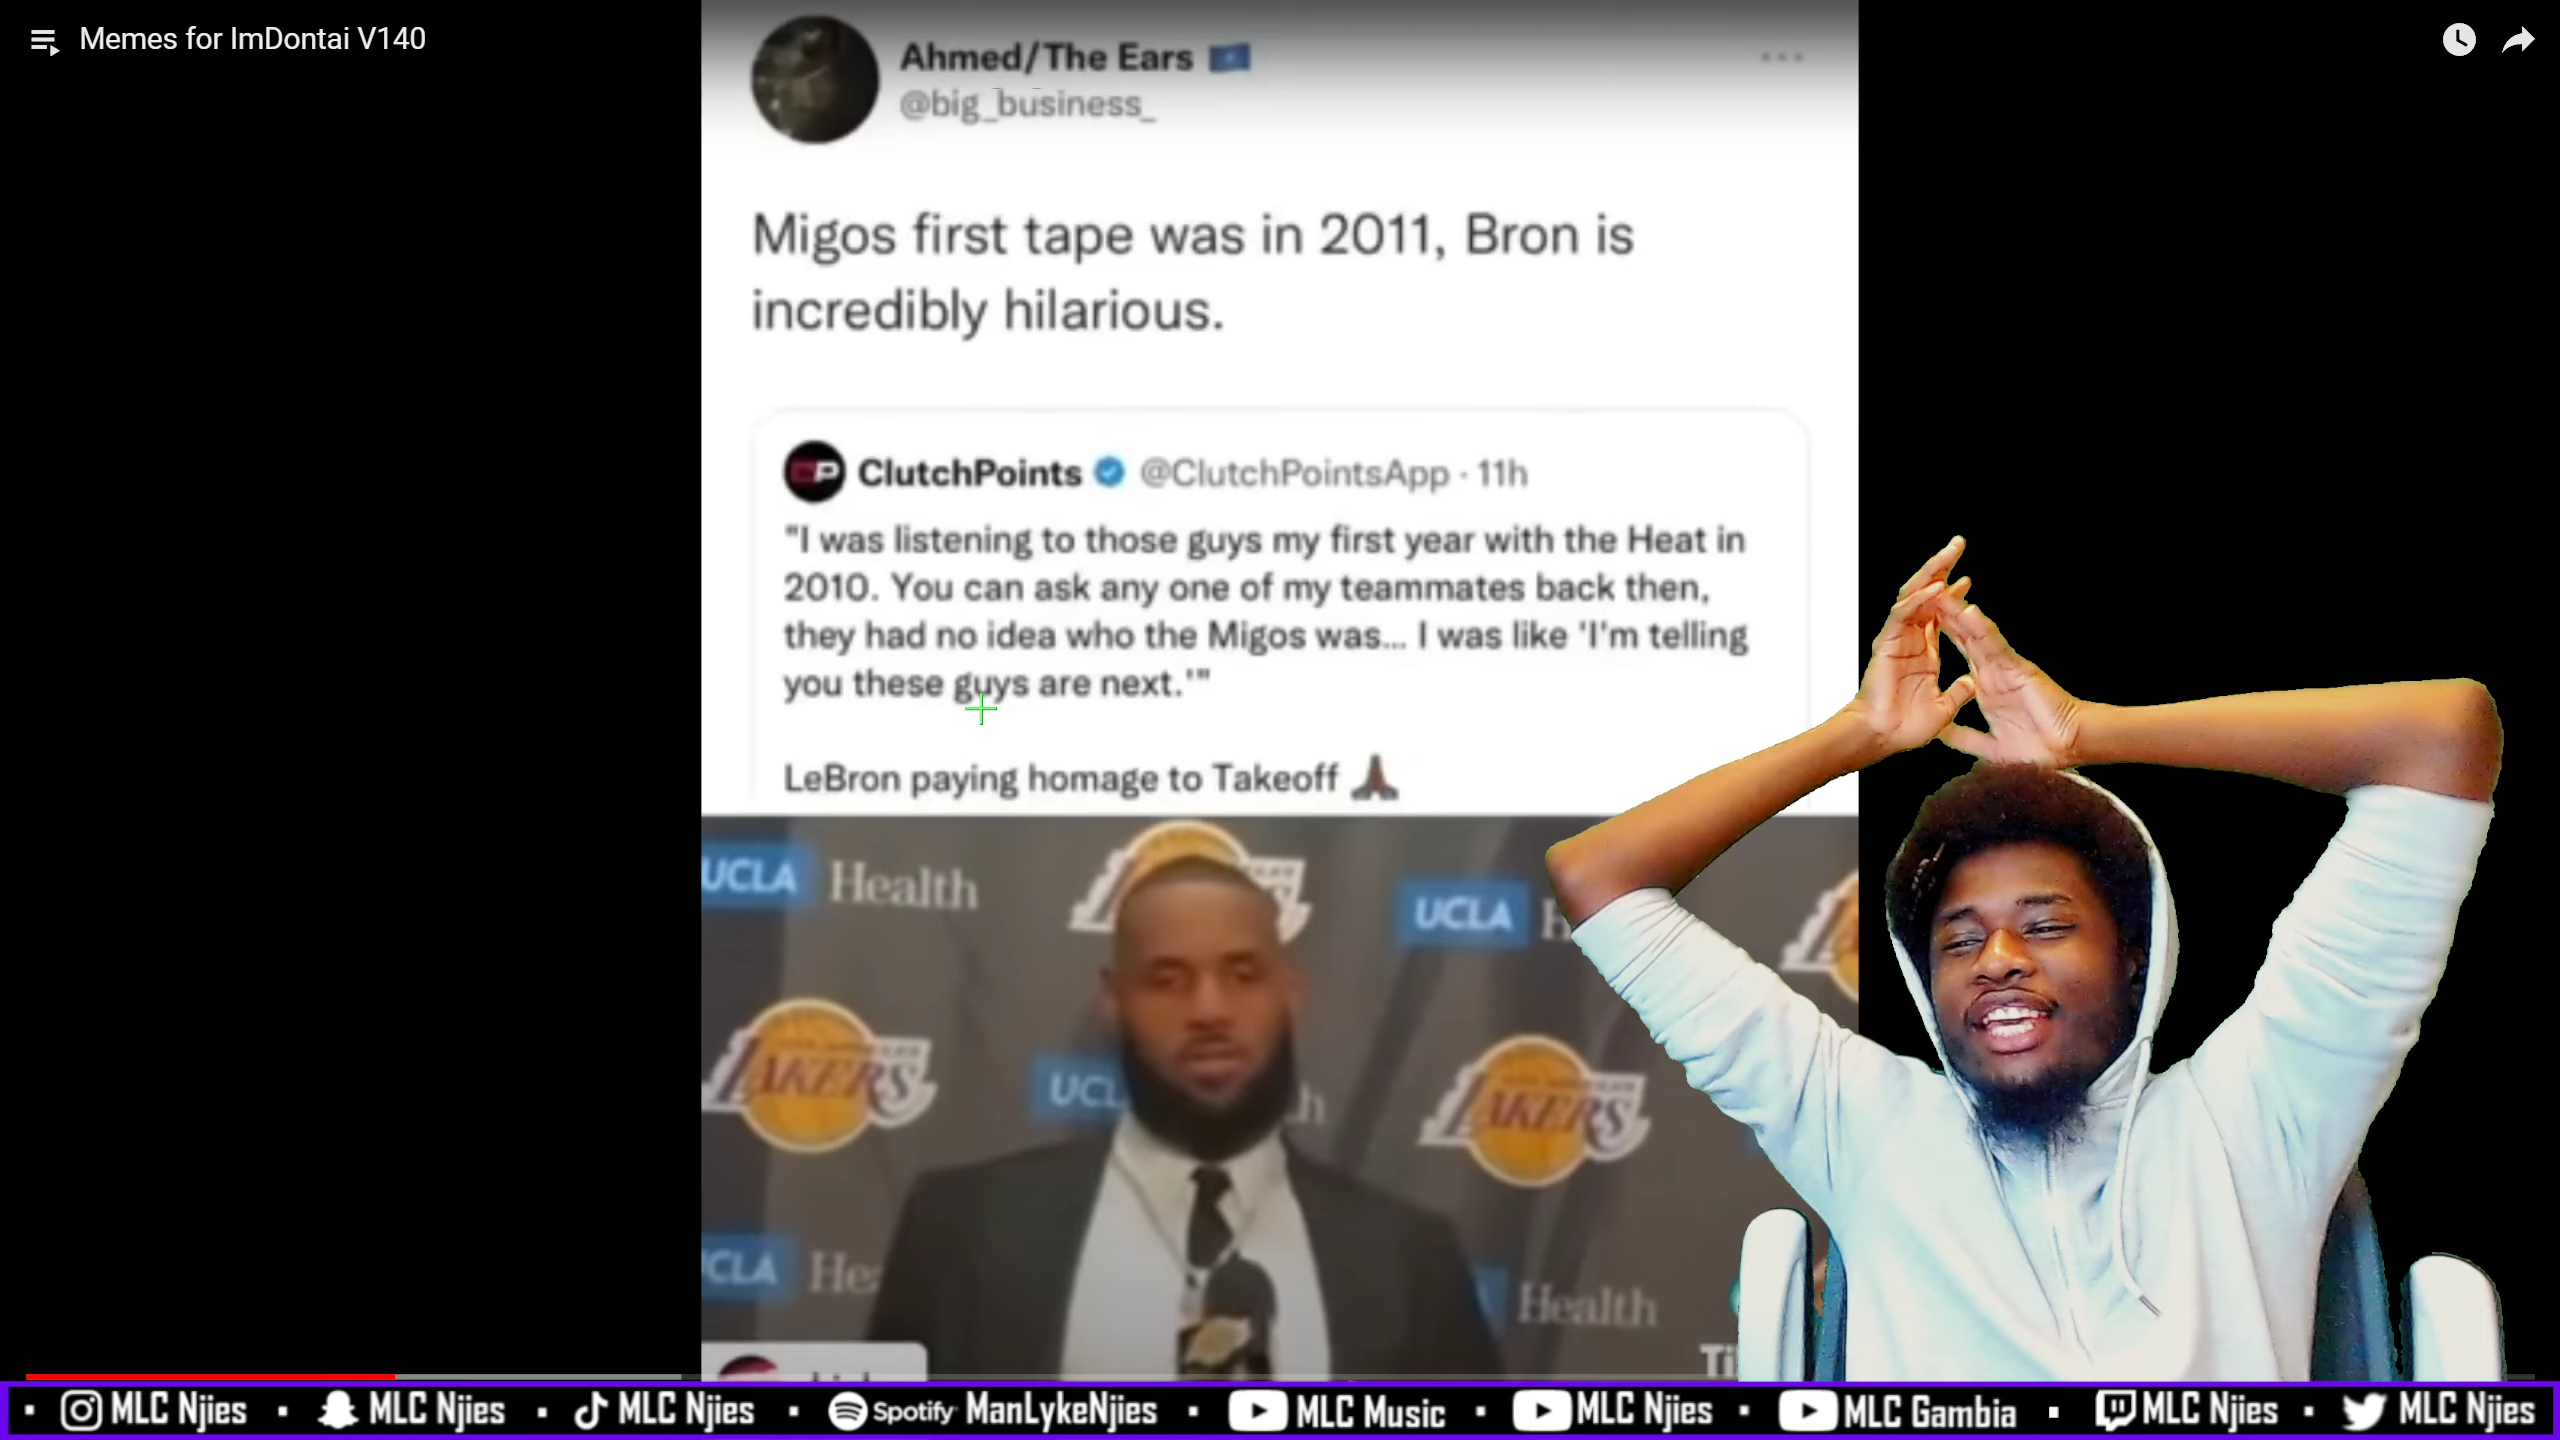 Memes for ImDontai V140
Ahmed/The Ears
@big_business_
Migos first tape was in 2011, Bron is
incredibly hilarious.
CP ClutchPoints @ClutchPointsApp · 11h
"I was listening to those guys my first year with the Heat in
2010. You can ask any one of my teammates back then,
they had no idea who the Migos was... I was like 'I'm telling
you these guys are next.'"
LeBron paying homage to Takeoff
UCLA Health
UCLA
LAKERS
LAKERS
UCLA Health
· MLC Njies · MLC Njies · MLC Njies · Spotify ManLykeNjies · MLC Music · MLC Njies · MLC Gambia · MLC Njies · MLC Njies